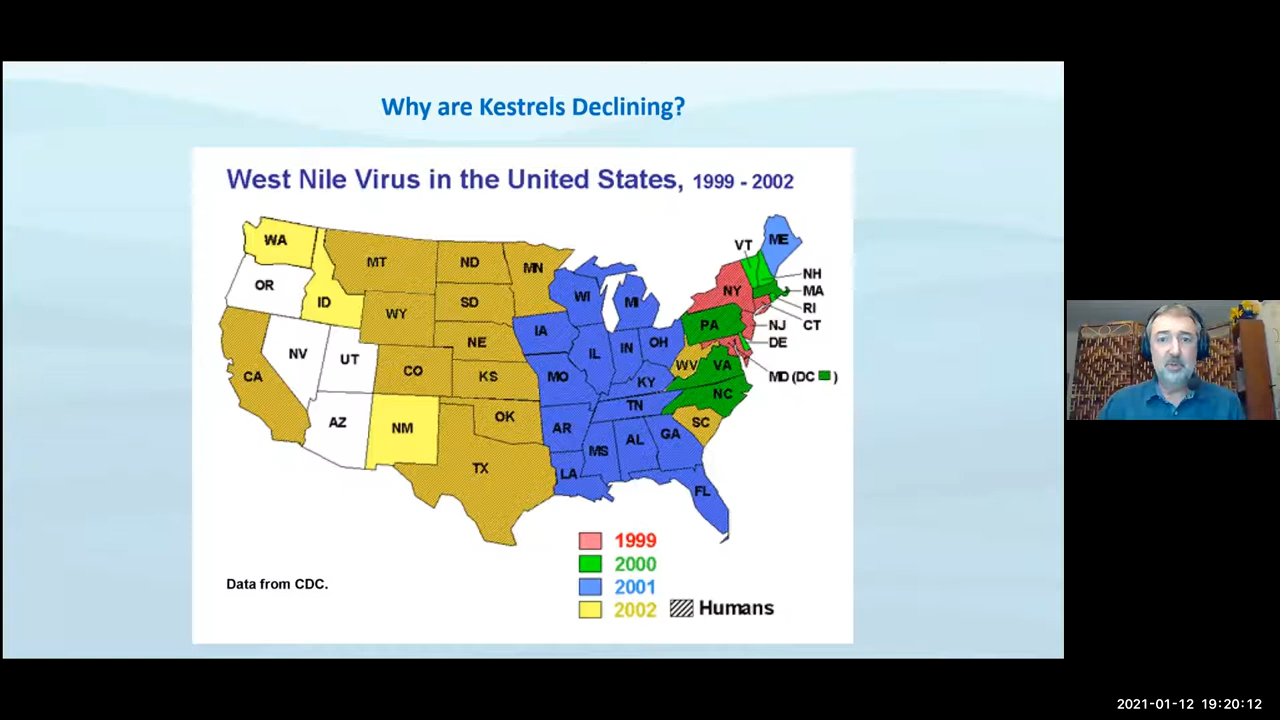 Why are Kestrels Declining?
West Nile Virus in the United States, 1999 - 2002
WA
MT
ND
MN
VT
ME
OR
ID
WY
SD
WI
MI
NY
NH
MA
RI
CT
NV
UT
CO
NE
IA
IL
IN
OH
PA
NJ
DE
CA
KS
MO
KY
WV
VA
MD (DC )
AZ
NM
OK
AR
TN
NC
SC
TX
LA
MS
AL
GA
FL
1999
2000
2001
2002
Humans
Data from CDC.
2021-01-12 19:20:12